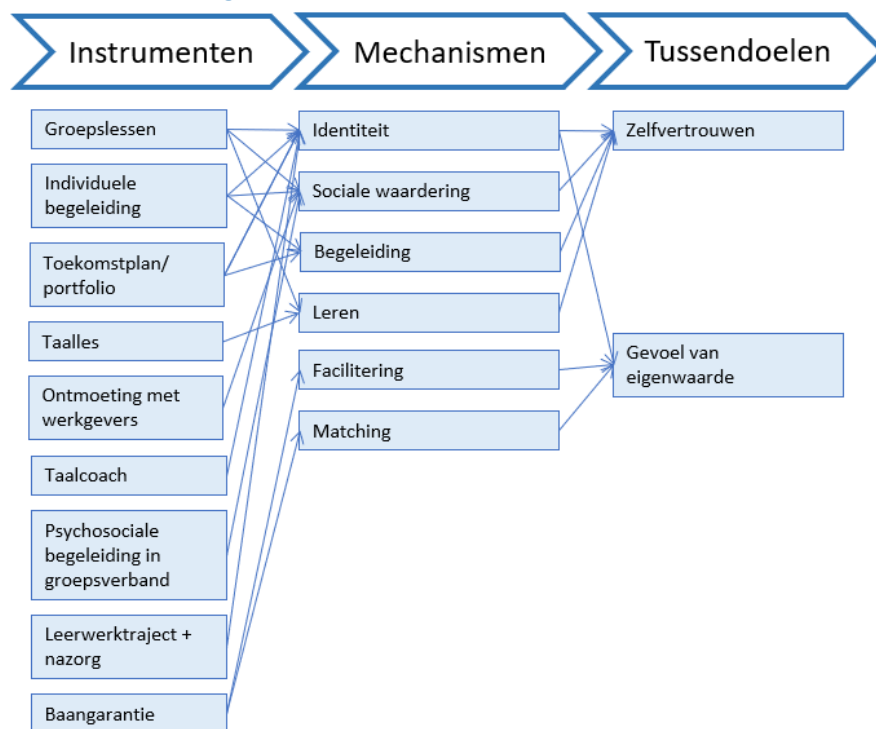 Instrumenten
Mechanismen
Tussendoelen
Groepslessen
Individuele
begeleiding
Toekomstplan/
portfolio
Taalles
Ontmoeting met
werkgevers
Taalcoach
Psychosociale
begeleiding in
groepsverband
Leerwerktraject +
nazorg
Baangarantie
Identiteit
Sociale waardering
Begeleiding
Leren
Facilitering
Matching
Zelfvertrouwen
Gevoel van
eigenwaarde